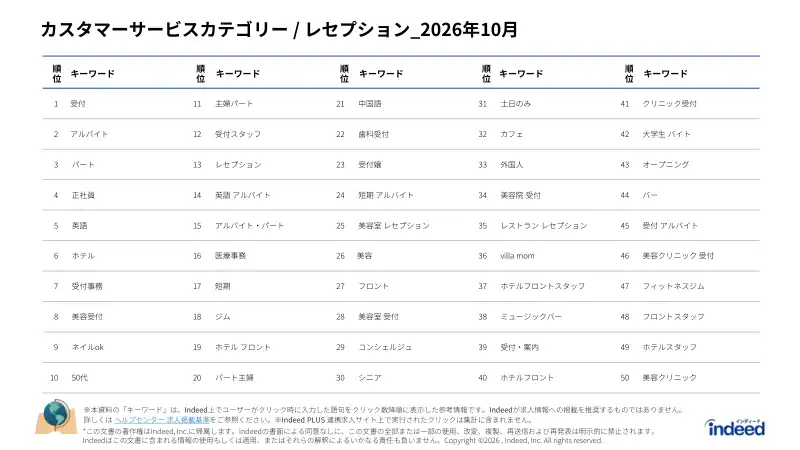 カスタマーサービスカテゴリー / レセプション_2026年10月
順位 キーワード 順位 キーワード 順位 キーワード 順位 キーワード 順位 キーワード
1 受付 11 主婦パート 21 中国語 31 土日のみ 41 クリニック受付
2 アルバイト 12 受付スタッフ 22 歯科受付 32 カフェ 42 大学生 バイト
3 パート 13 レセプション 23 受付嬢 33 外国人 43 オープニング
4 正社員 14 英語 アルバイト 24 短期 アルバイト 34 美容院 受付 44 バー
5 英語 15 アルバイト・パート 25 美容室 レセプション 35 レストラン レセプション 45 受付 アルバイト
6 ホテル 16 医療事務 26 美容 36 villa mom 46 美容クリニック 受付
7 受付事務 17 短期 27 フロント 37 ホテルフロントスタッフ 47 フィットネスジム
8 美容受付 18 ジム 28 美容室 受付 38 ミュージックバー 48 フロントスタッフ
9 ネイルok 19 ホテル フロント 29 コンシェルジュ 39 受付・案内 49 ホテルスタッフ
10 50代 20 パート主婦 30 シニア 40 ホテルフロント 50 美容クリニック
※本資料の「キーワード」は、Indeed上でユーザーがクリック時に入力した語句をクリック数降順に表示した参考情報です。Indeedが求人情報への掲載を推奨するものではありません。
詳しくは ヘルプセンター 求人掲載基準をご参照ください。※Indeed PLUS 連携求人サイト上で実行されたクリックは集計に含まれません。
*この文書の著作権はIndeed, Inc.に帰属します。Indeedの書面による同意なしに、この文書の全部または一部の使用、改変、複製、再送信および再発表は明示的に禁止されます。
Indeedはこの文書に含まれる情報の使用もしくは適用、またはそれらの解釈によるいかなる責任も負いません。Copyright ©2026 , Indeed, Inc. All rights reserved.
インディード
indeed